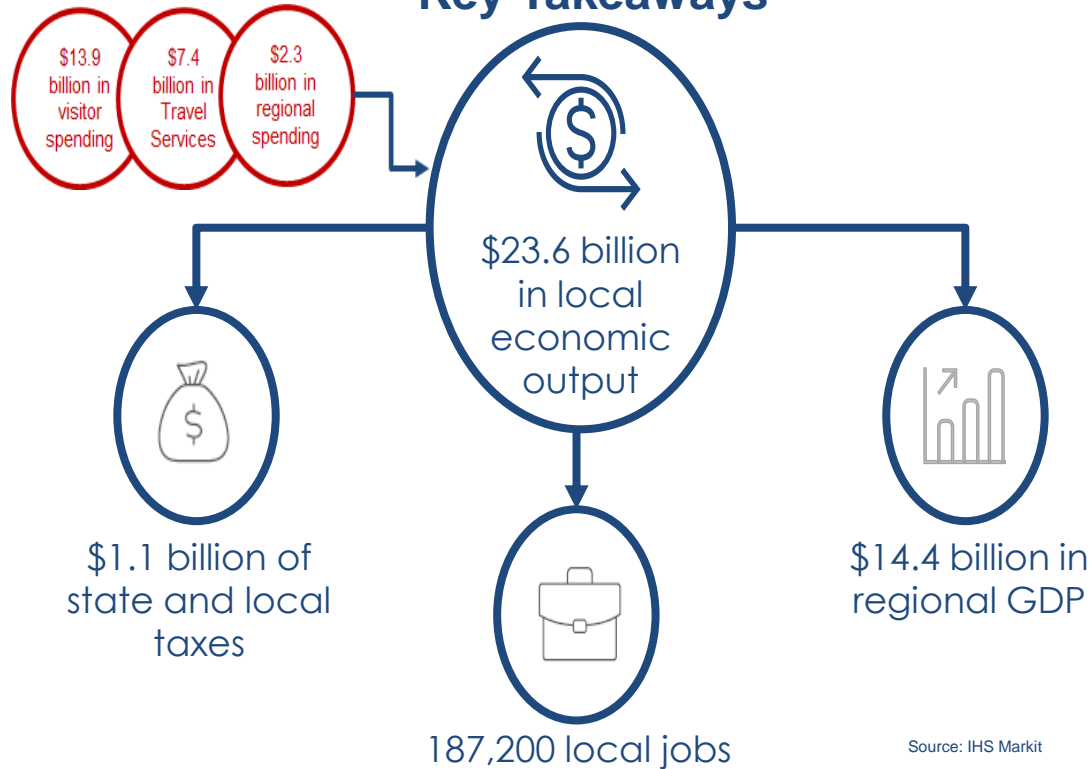 Key Takeaways
$13.9
billion in
visitor
spending
$7.4
billion in
Travel
Services
$2.3
billion in
regional
spending
$
$23.6 billion
in local
economic
output
$
$1.1 billion of
state and local
taxes
187,200 local jobs
$14.4 billion in
regional GDP
Source: IHS Markit